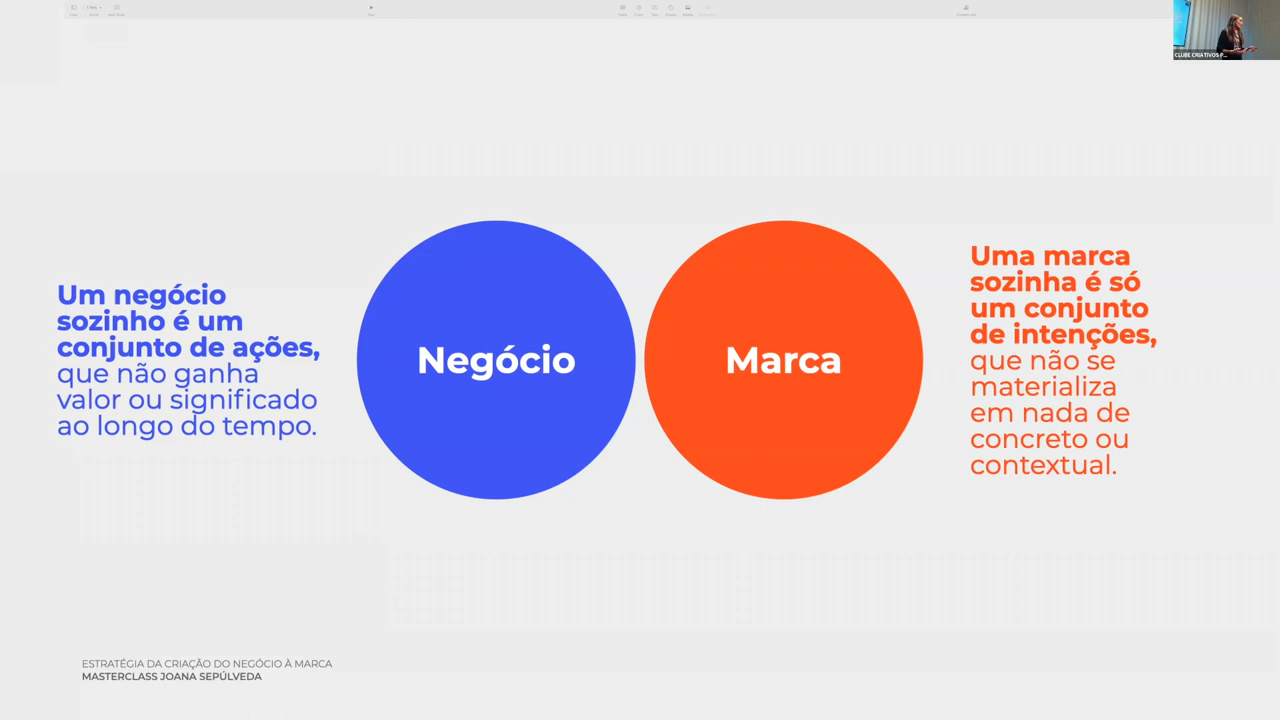 CLUBE CRIATIVOS P...
Um negócio
sozinho é um
conjunto de ações,
que não ganha
valor ou significado
ao longo do tempo.
Negócio
Marca
Uma marca
sozinha é só
um conjunto
de intenções,
que não se
materializa
em nada de
concreto ou
contextual.
ESTRATÉGIA DA CRIAÇÃO DO NEGÓCIO À MARCA
MASTERCLASS JOANA SEPÚLVEDA